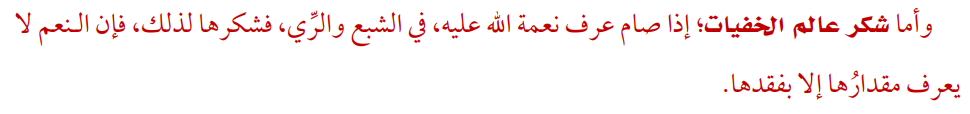 وأما شكر عالم الخفيات؛ إذا صام عرف نعمة الله عليه، في الشبع والرِّي، فشكرها لذلك، فإن النعم لا
يعرف مقدارُها إلا بفقدها.